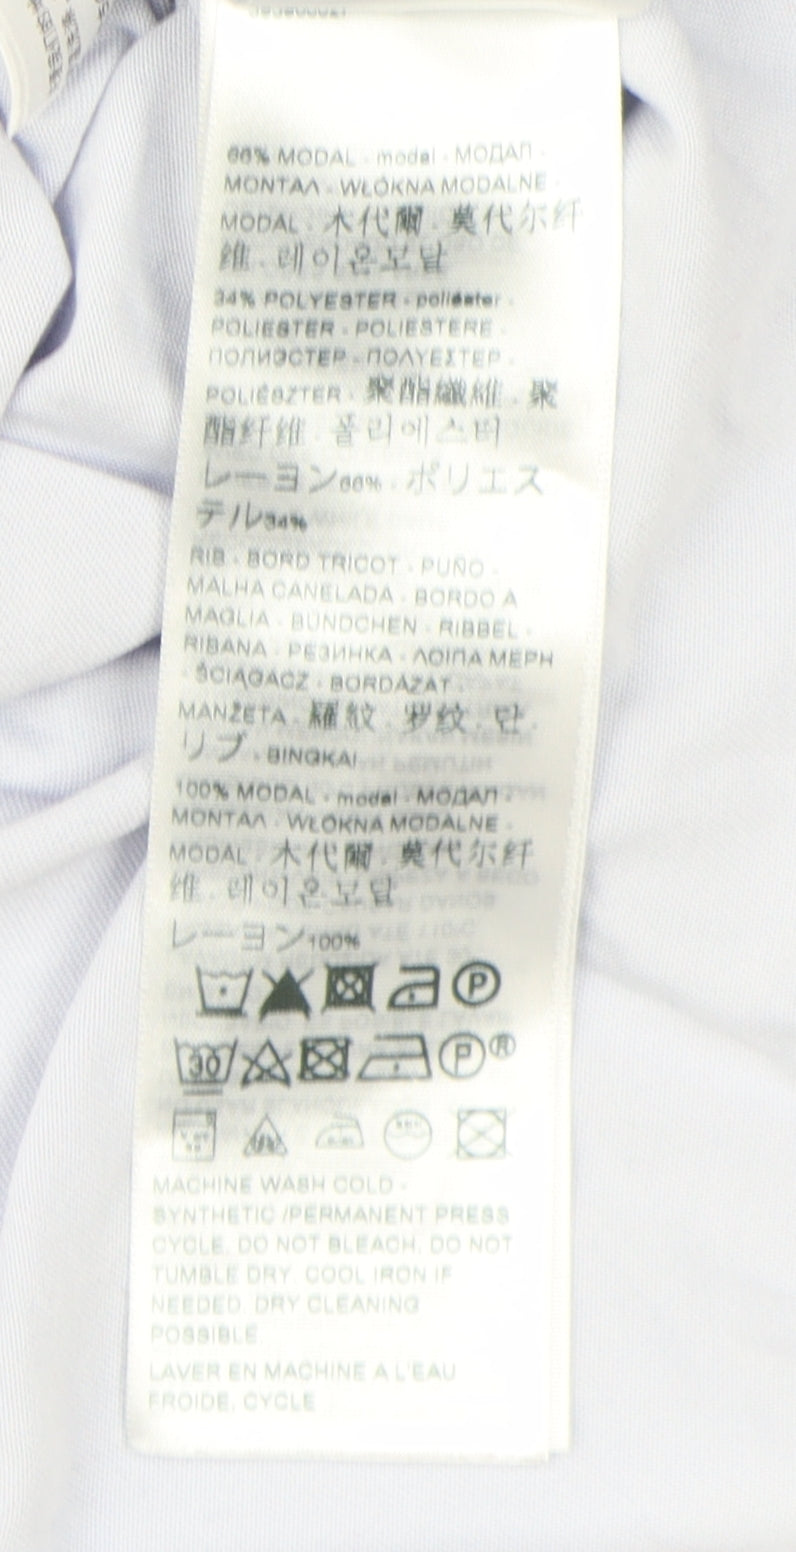 66% MODAL - modal - МОДАЛ -
ΜΟΝΤΑΛ - WŁÓKNA MODALNE -
MODAL - 木代爾 - 莫代尔纤
维 - 레이온모달
34% POLYESTER - poliéster -
POLIESTER - POLIESTERE -
ПОЛИЭСТЕР - ΠΟΛΥΕΣΤΕΡ -
POLIÉSZTER - 聚酯纖維 - 聚
酯纤维 - 폴리에스터
レーヨン66% - ポリエス
テル34%
RIB - BORD TRICOT - PUÑO -
MALHA CANELADA - BORDO A
MAGLIA - BÜNDCHEN - RIBBEL -
RIBANA - РЕЗИНКА - ΛΟΙΠΑ ΜΕΡΗ
- ŚCIĄGACZ - BORDÁZAT -
MANŽETA - 羅紋 - 罗纹 - 단 -
リブ - BINGKAI
100% MODAL - modal - МОДАЛ -
ΜΟΝΤΑΛ - WŁÓKNA MODALNE -
MODAL - 木代爾 - 莫代尔纤
维 - 레이온모달
レーヨン100%
P
30 P ®
MACHINE WASH COLD -
SYNTHETIC /PERMANENT PRESS
CYCLE. DO NOT BLEACH. DO NOT
TUMBLE DRY. COOL IRON IF
NEEDED. DRY CLEANING
POSSIBLE
LAVER EN MACHINE A L'EAU
FROIDE, CYCLE